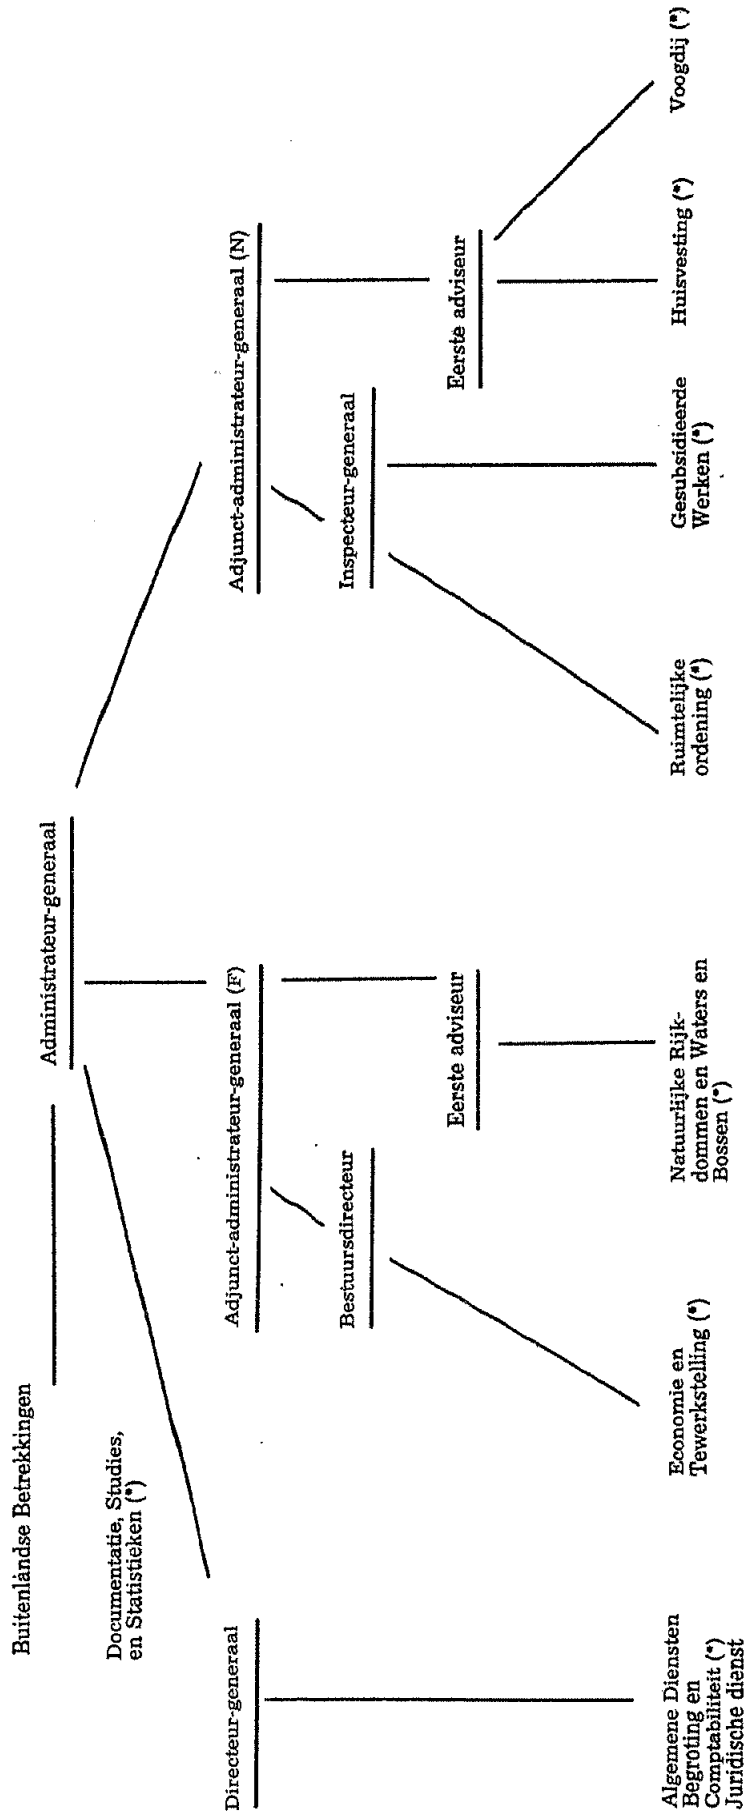 Buitenlandse Betrekkingen
Documentatie, Studies,
en Statistieken (*)
Administrateur-generaal
Directeur-generaal
Adjunct-administrateur-generaal (F)
Adjunct-administrateur-generaal (N)
Bestuursdirecteur
Eerste adviseur
Inspecteur-generaal
Eerste adviseur
Algemene Diensten
Begroting en
Comptabiliteit (*)
Juridische dienst
Economie en
Tewerkstelling (*)
Natuurlijke Rijk-
dommen en Waters en
Bossen (*)
Ruimtelijke
ordening (*)
Gesubsidieerde
Werken (*)
Huisvesting (*)
Voogdij (*)